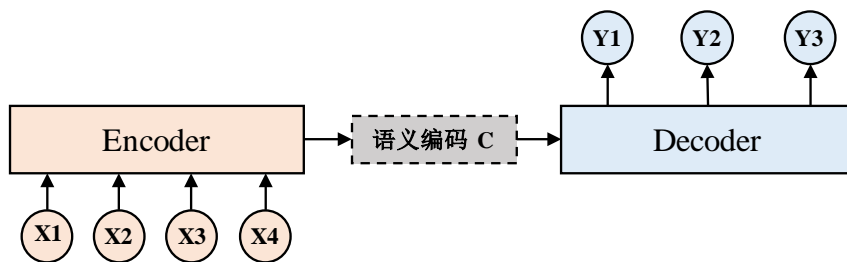 Y1 Y2 Y3
Encoder 语义编码 C Decoder
X1 X2 X3 X4